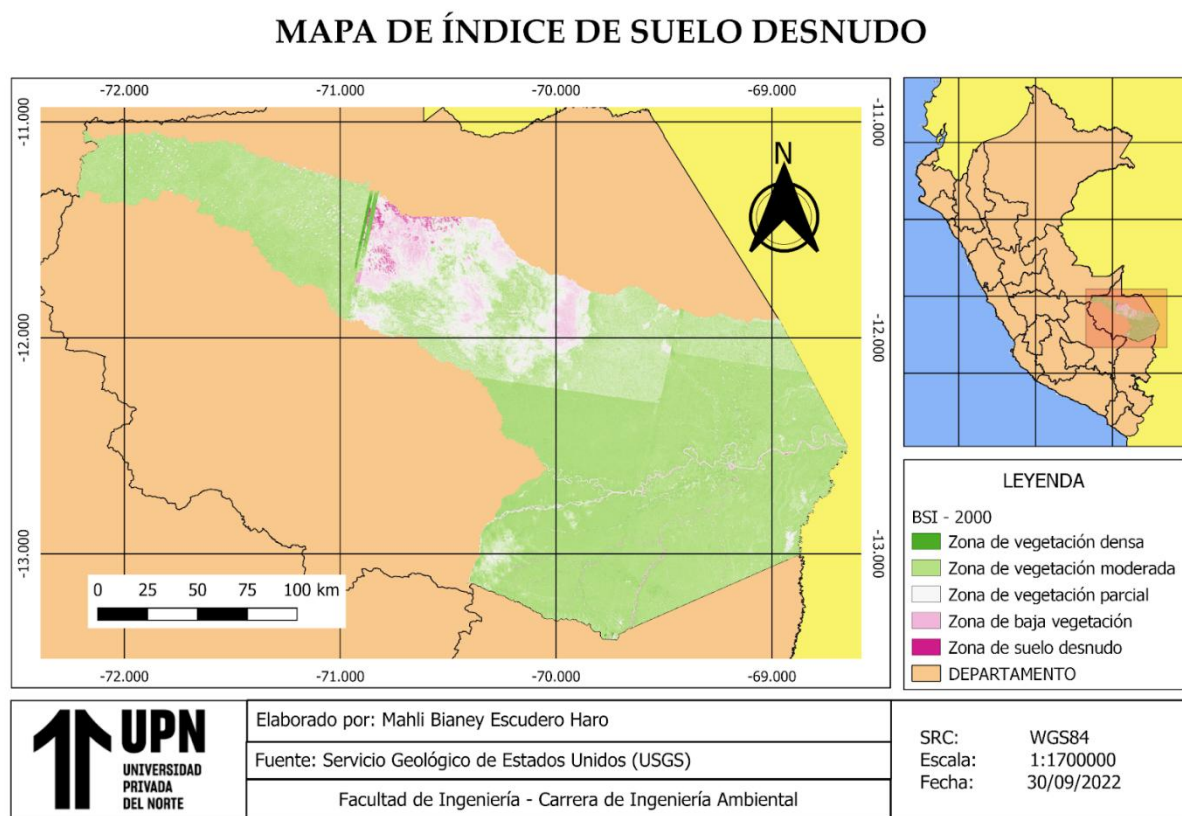 MAPA DE ÍNDICE DE SUELO DESNUDO
-72.000 -71.000 -70.000 -69.000
-11.000
-12.000
-13.000
-11.000
-12.000
-13.000
N
0 25 50 75 100 km
-72.000 -71.000 -70.000 -69.000
LEYENDA
BSI - 2000
Zona de vegetación densa
Zona de vegetación moderada
Zona de vegetación parcial
Zona de baja vegetación
Zona de suelo desnudo
DEPARTAMENTO
UPN
UNIVERSIDAD
PRIVADA
DEL NORTE
Elaborado por: Mahli Bianey Escudero Haro
Fuente: Servicio Geológico de Estados Unidos (USGS)
Facultad de Ingeniería - Carrera de Ingeniería Ambiental
SRC: WGS84
Escala: 1:1700000
Fecha: 30/09/2022